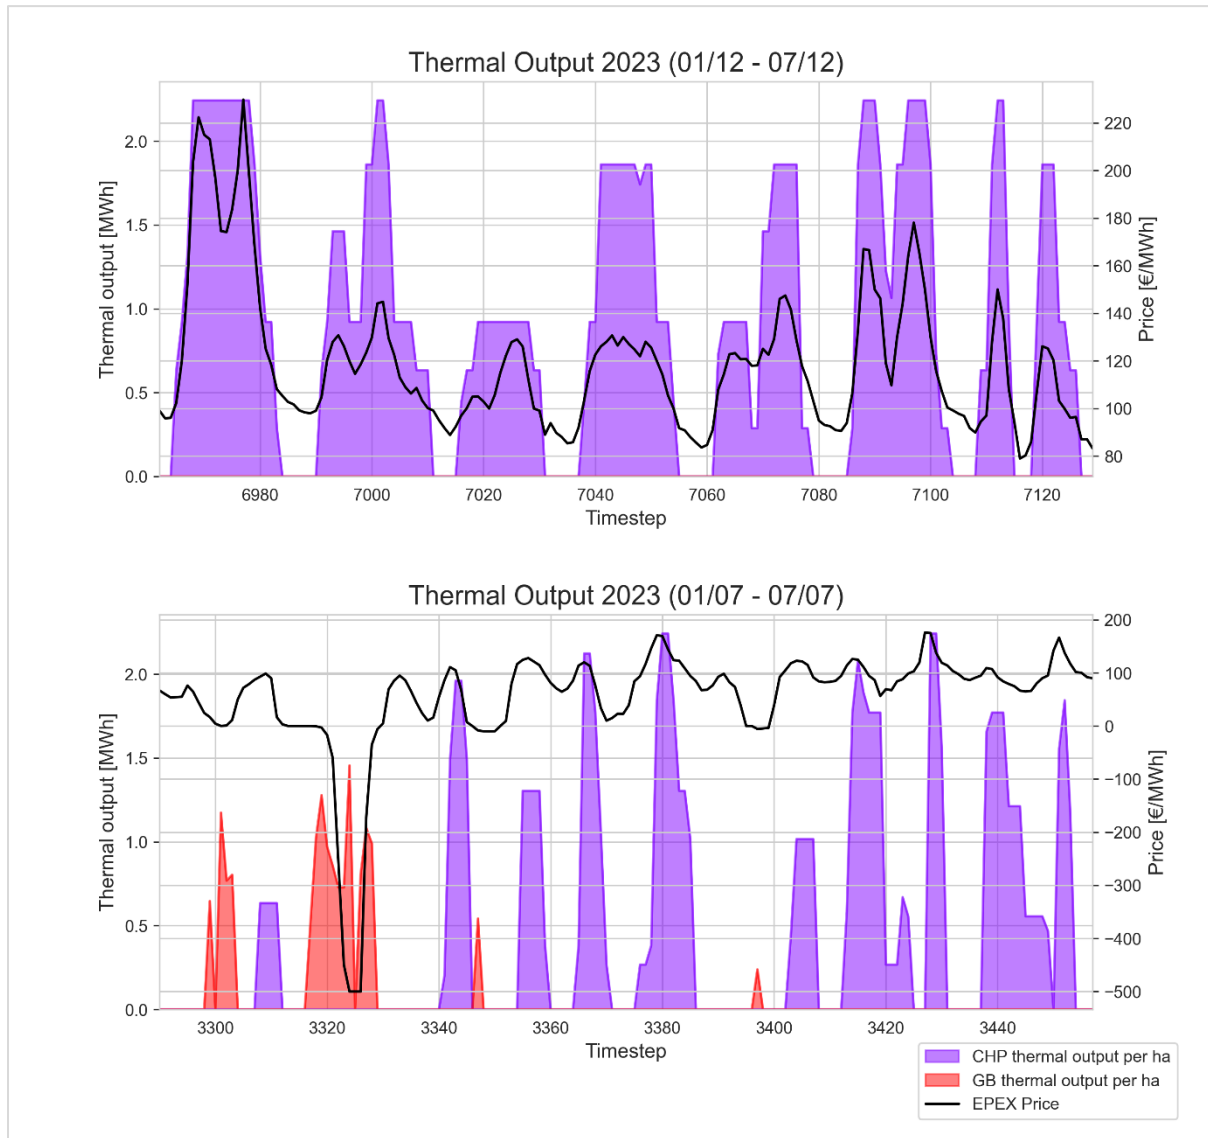 Thermal Output 2023 (01/12 - 07/12)
Thermal output [MWh]
2.0
1.5
1.0
0.5
0.0
220
200
180
160
140
120
100
80
Price [€/MWh]
6980 7000 7020 7040 7060 7080 7100 7120
Timestep
Thermal Output 2023 (01/07 - 07/07)
Thermal output [MWh]
2.0
1.5
1.0
0.5
0.0
200
100
0
−100
−200
−300
−400
−500
Price [€/MWh]
3300 3320 3340 3360 3380 3400 3420 3440
Timestep
CHP thermal output per ha
GB thermal output per ha
EPEX Price